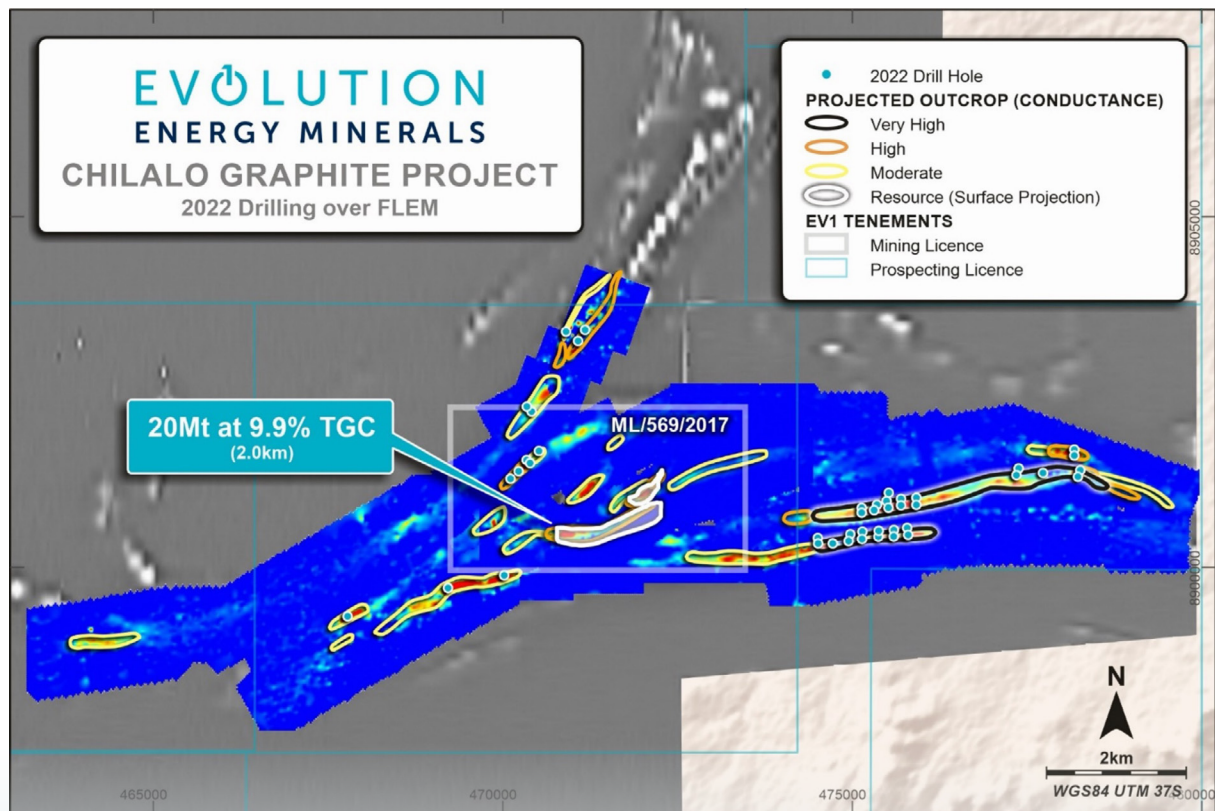 EVOLUTION
ENERGY MINERALS
CHILALO GRAPHITE PROJECT
2022 Drilling over FLEM
2022 Drill Hole
PROJECTED OUTCROP (CONDUCTANCE)
Very High
High
Moderate
Resource (Surface Projection)
EV1 TENEMENTS
Mining Licence
Prospecting Licence
8905000
20Mt at 9.9% TGC
(2.0km)
ML/569/2017
8900000
N
2km
WGS84 UTM 37S
465000
470000
475000